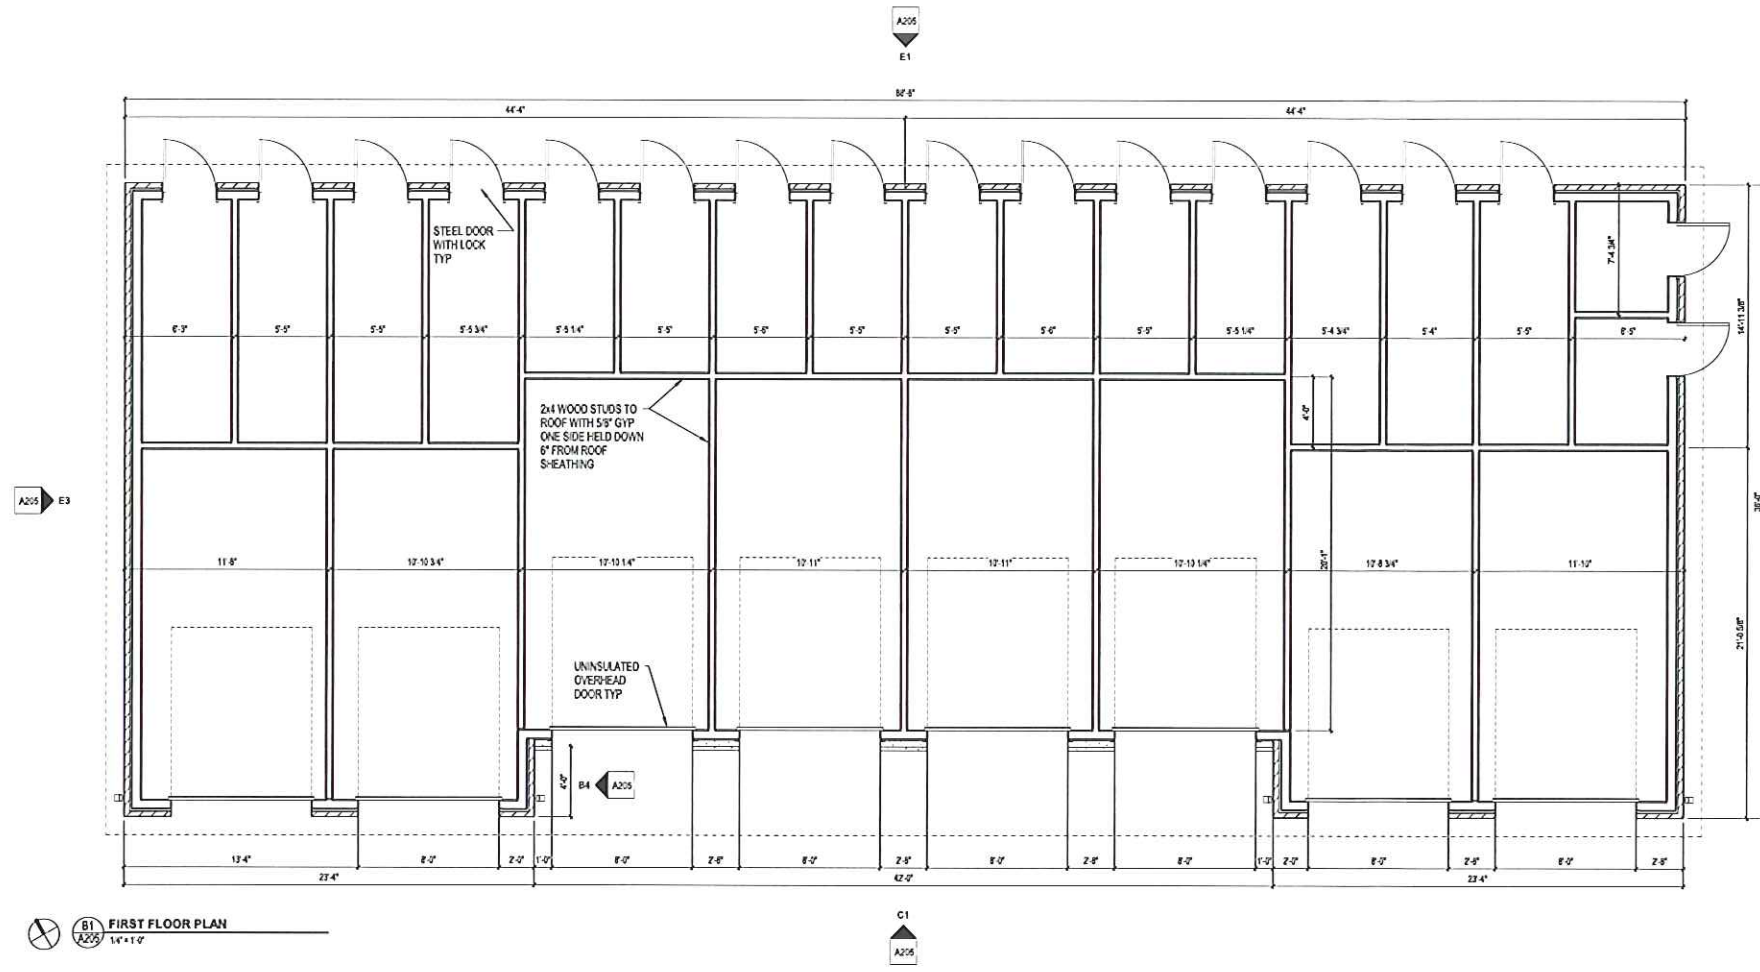 A205
E1
88'-8"
44'-4"
44'-4"
STEEL DOOR
WITH LOCK
TYP
7'-4 3/4"
14'-11 3/8"
6'-3"
5'-5"
5'-5"
5'-5 3/4"
5'-5 1/4"
5'-5"
5'-6"
5'-5"
5'-5"
5'-6"
5'-5"
5'-5 1/4"
5'-4 3/4"
5'-4"
5'-5"
6'-5"
2x4 WOOD STUDS TO
ROOF WITH 5/8" GYP
ONE SIDE HELD DOWN
6" FROM ROOF
SHEATHING
4'-0"
A205
E3
36'-0"
11'-8"
10'-10 3/4"
10'-10 1/4"
10'-11"
10'-11"
10'-10 1/4"
20'-1"
10'-8 3/4"
11'-10"
21'-0 5/8"
UNINSULATED
OVERHEAD
DOOR TYP
4'-0"
B4
A205
13'-4"
8'-0"
2'-0"
1'-0"
8'-0"
2'-8"
8'-0"
2'-8"
8'-0"
2'-8"
8'-0"
1'-0"
2'-0"
8'-0"
2'-8"
8'-0"
2'-8"
23'-4"
42'-0"
23'-4"
B1
A205
FIRST FLOOR PLAN
1/4" = 1'-0"
C1
A205